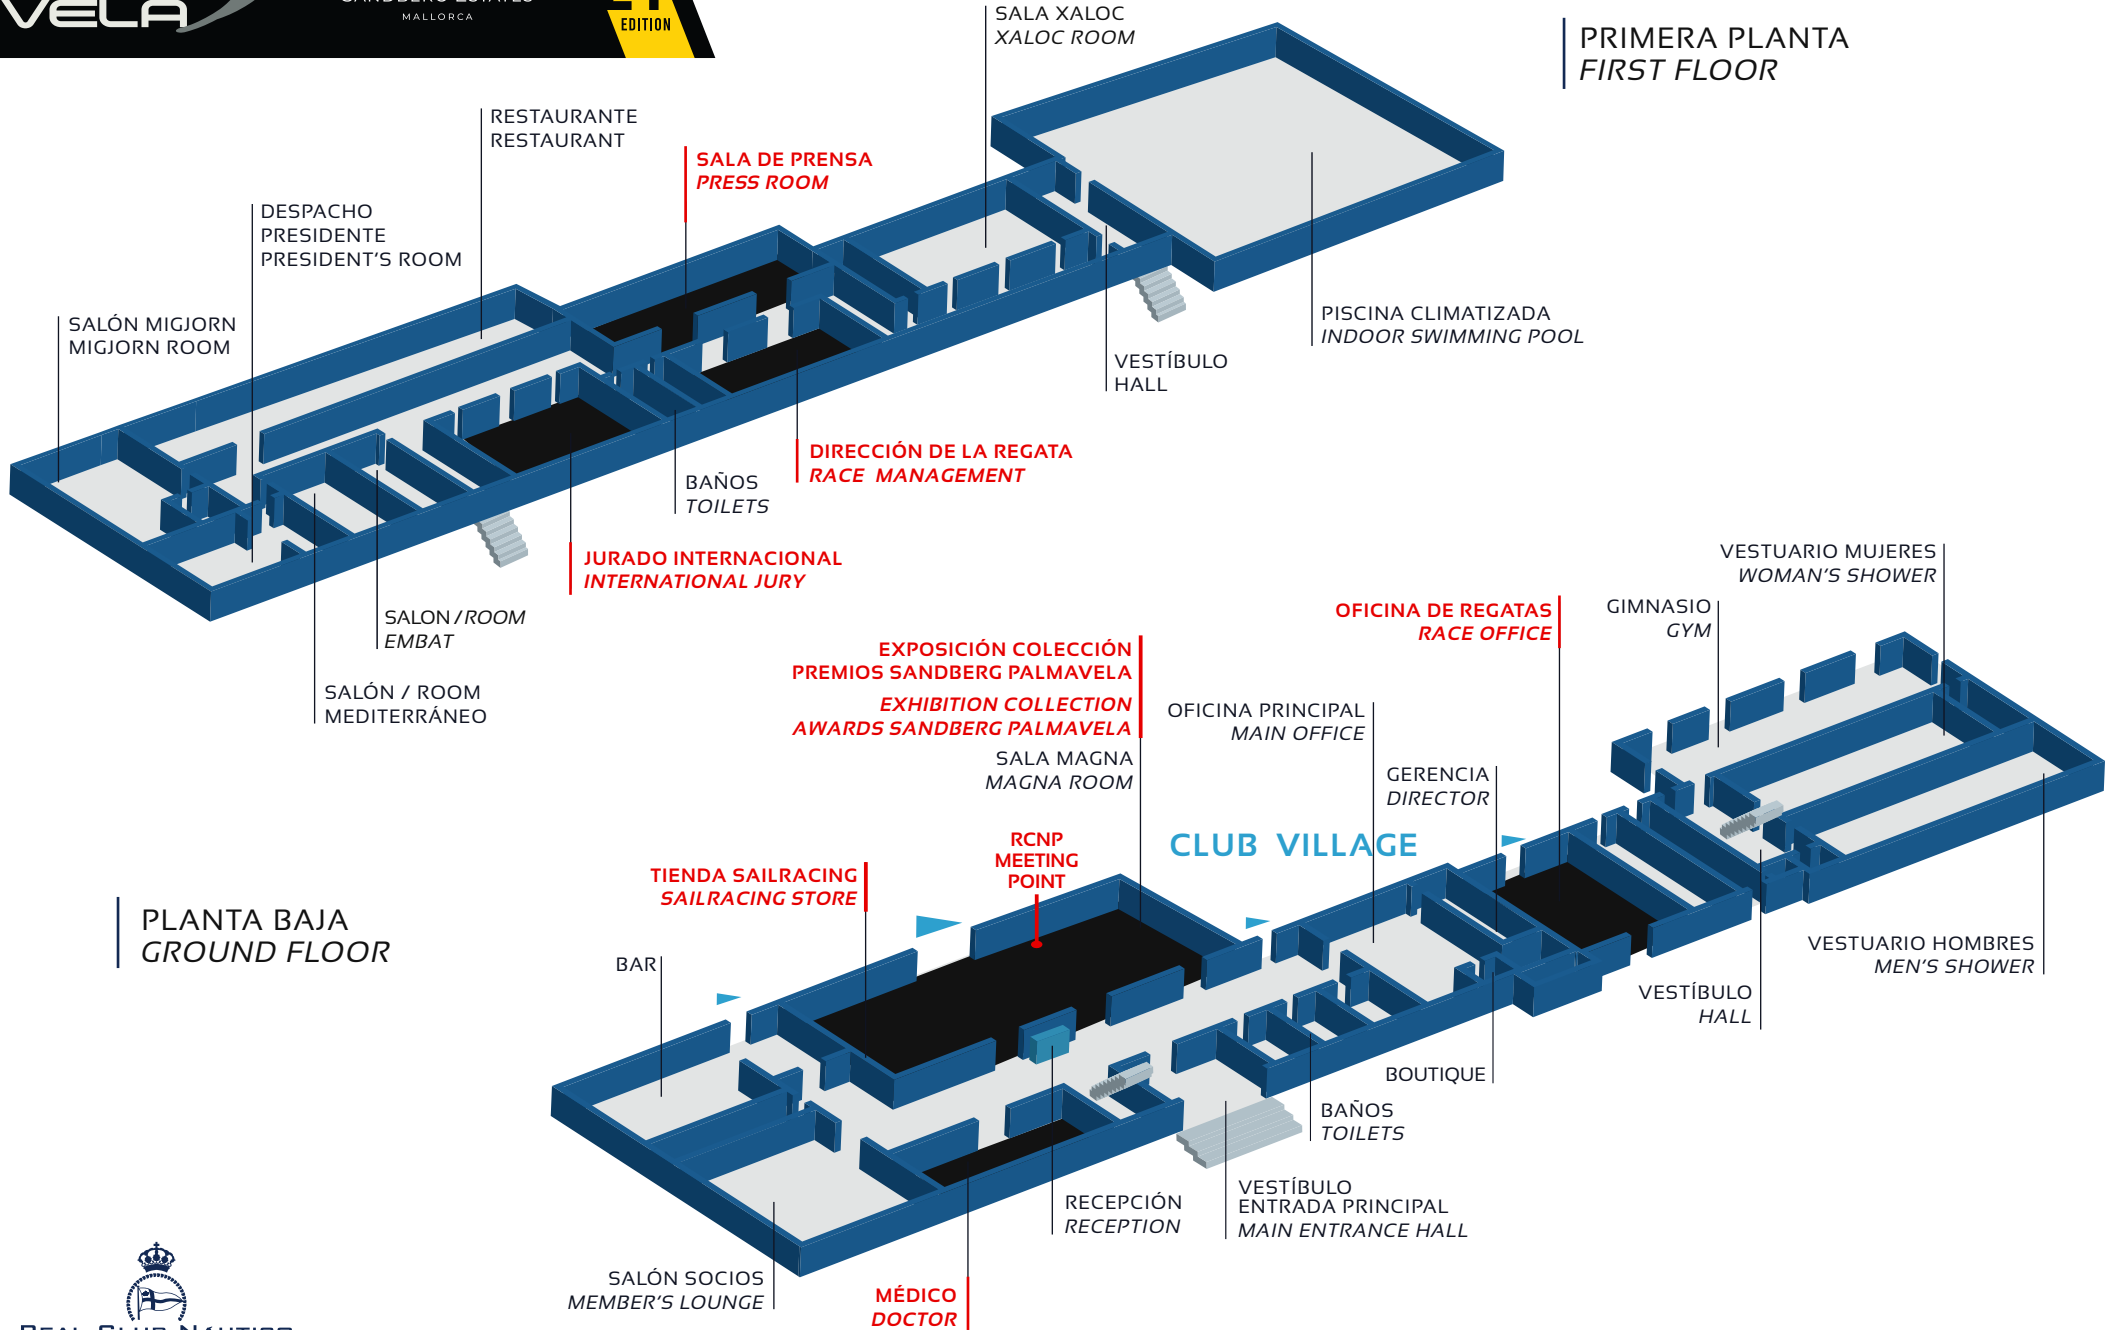 VELA
MALLORCA
EDITION
PRIMERA PLANTA
FIRST FLOOR
SALA XALOC
XALOC ROOM
RESTAURANTE
RESTAURANT
SALA DE PRENSA
PRESS ROOM
DESPACHO
PRESIDENTE
PRESIDENT'S ROOM
SALÓN MIGJORN
MIGJORN ROOM
PISCINA CLIMATIZADA
INDOOR SWIMMING POOL
VESTÍBULO
HALL
DIRECCIÓN DE LA REGATA
RACE MANAGEMENT
BAÑOS
TOILETS
JURADO INTERNACIONAL
INTERNATIONAL JURY
SALON / ROOM
EMBAT
SALÓN / ROOM
MEDITERRÁNEO
VESTUARIO MUJERES
WOMAN'S SHOWER
GIMNASIO
GYM
OFICINA DE REGATAS
RACE OFFICE
EXPOSICIÓN COLECCIÓN
PREMIOS SANDBERG PALMAVELA
EXHIBITION COLLECTION
AWARDS SANDBERG PALMAVELA
SALA MAGNA
MAGNA ROOM
OFICINA PRINCIPAL
MAIN OFFICE
GERENCIA
DIRECTOR
CLUB VILLAGE
RCNP
MEETING
POINT
TIENDA SAILRACING
SAILRACING STORE
PLANTA BAJA
GROUND FLOOR
BAR
VESTUARIO HOMBRES
MEN'S SHOWER
VESTÍBULO
HALL
BOUTIQUE
BAÑOS
TOILETS
VESTÍBULO
ENTRADA PRINCIPAL
MAIN ENTRANCE HALL
RECEPCIÓN
RECEPTION
SALÓN SOCIOS
MEMBER'S LOUNGE
MÉDICO
DOCTOR
REAL CLUB NÁUTICO